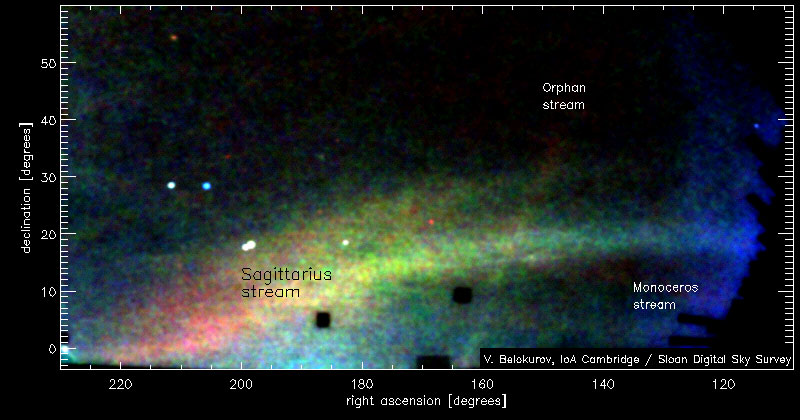 50
Orphan
stream
40
30
declination [degrees]
20
Sagittarius
stream
10
Monoceros
stream
0
V. Belokurov, IoA Cambridge / Sloan Digital Sky Survey
220 200 180 160 140 120
right ascension [degrees]